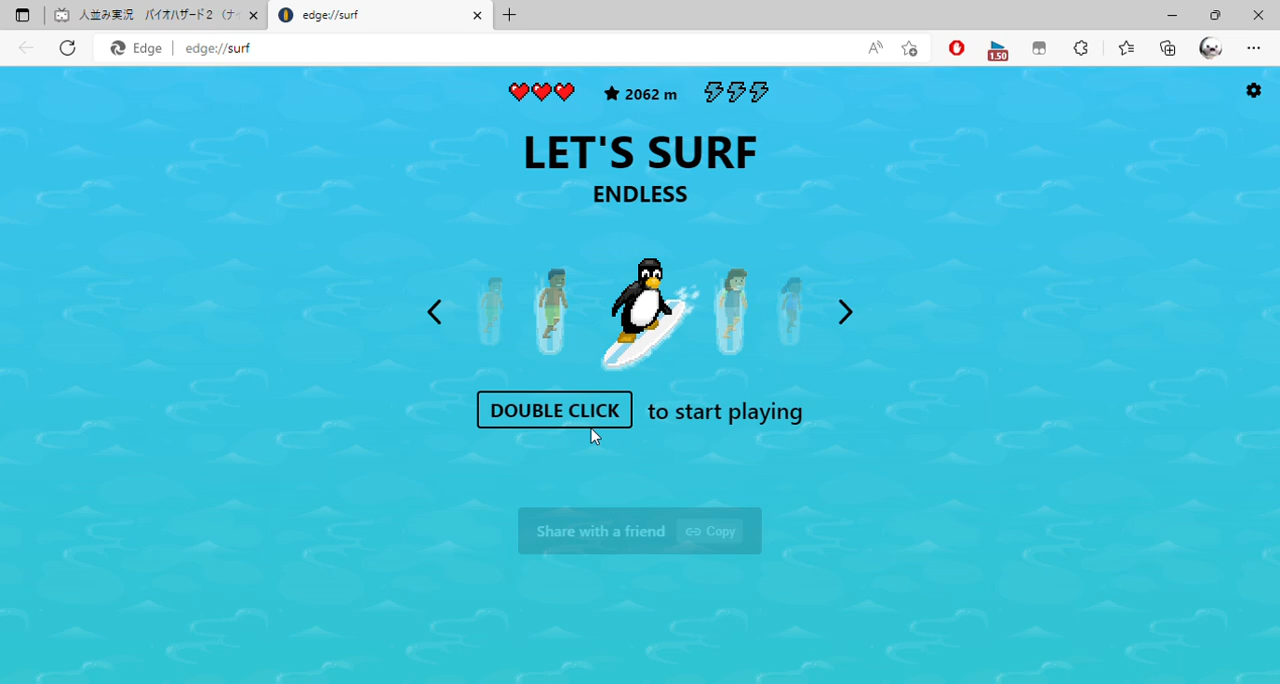 人並み実況 バイオハザード２（ナイ
edge://surf
Edge
edge://surf
1.50
2062 m
LET'S SURF
ENDLESS
DOUBLE CLICK to start playing
Share with a friend Copy